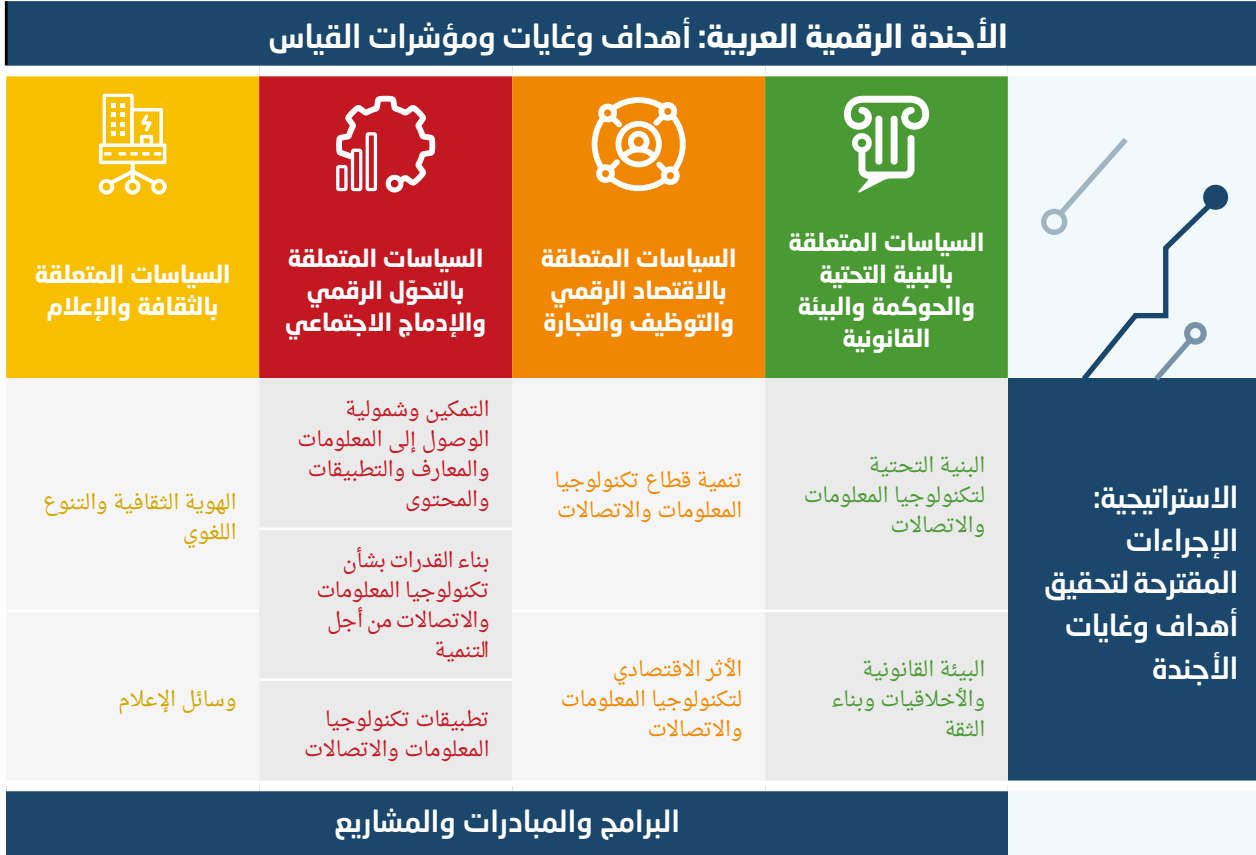 الأجندة الرقمية العربية: أهداف وغايات ومؤشرات القياس
السياسات المتعلقة
بالبنية التحتية
والحوكمة والبيئة
القانونية
السياسات المتعلقة
بالاقتصاد الرقمي
والتوظيف والتجارة
السياسات المتعلقة
بالتحوّل الرقمي
والإدماج الاجتماعي
السياسات المتعلقة
بالثقافة والإعلام
الاستراتيجية:
الإجراءات
المقترحة لتحقيق
أهداف وغايات
الأجندة
البنية التحتية
لتكنولوجيا المعلومات
والاتصالات
البيئة القانونية
والأخلاقيات وبناء
الثقة
تنمية قطاع تكنولوجيا
المعلومات والاتصالات
الأثر الاقتصادي
لتكنولوجيا المعلومات
والاتصالات
التمكين وشمولية
الوصول إلى المعلومات
والمعارف والتطبيقات
والمحتوى
بناء القدرات بشأن
تكنولوجيا المعلومات
والاتصالات من أجل
التنمية
تطبيقات تكنولوجيا
المعلومات والاتصالات
الهوية الثقافية والتنوع
اللغوي
وسائل الإعلام
البرامج والمبادرات والمشاريع